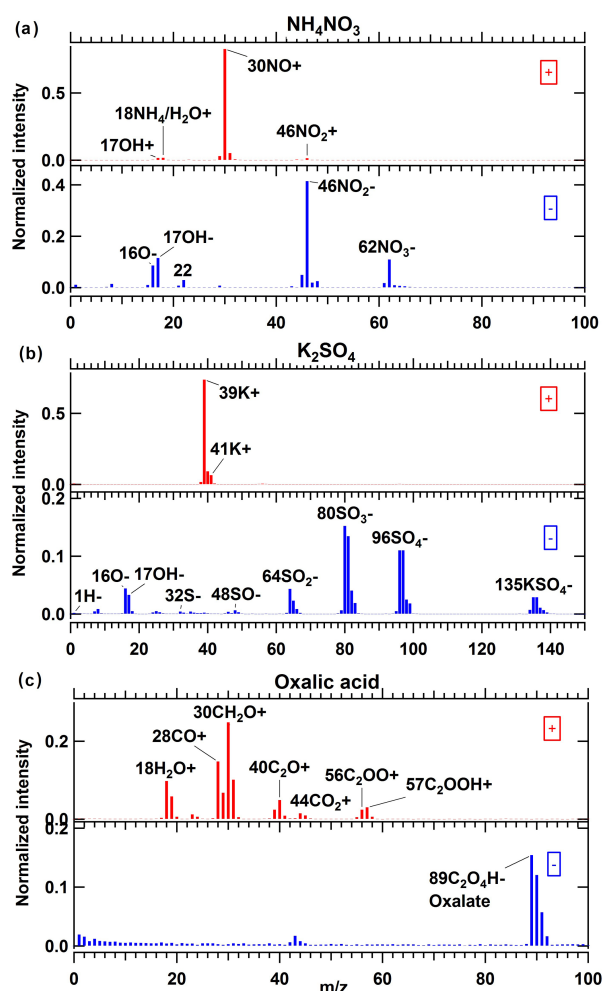 (a)
NH₄NO₃
Normalized intensity
0.5
0.0
30NO+
18NH₄/H₂O+
17OH+
46NO₂+
+
0.4
0.2
0.0
46NO₂-
17OH-
16O-
22
62NO₃-
-
0 20 40 60 80 100
(b)
K₂SO₄
Normalized intensity
0.5
0.0
39K+
41K+
+
0.2
0.1
0.0
80SO₃-
96SO₄-
16O-
17OH-
64SO₂-
1H-
32S-
48SO-
135KSO₄-
-
0 20 40 60 80 100 120 140
(c)
Oxalic acid
Normalized intensity
0.2
0.0
30CH₂O+
28CO+
18H₂O+
40C₂O+
44CO₂+
56C₂OO+
57C₂OOH+
+
0.2
0.1
0.0
89C₂O₄H-
Oxalate
-
0 20 40 60 80 100
m/z